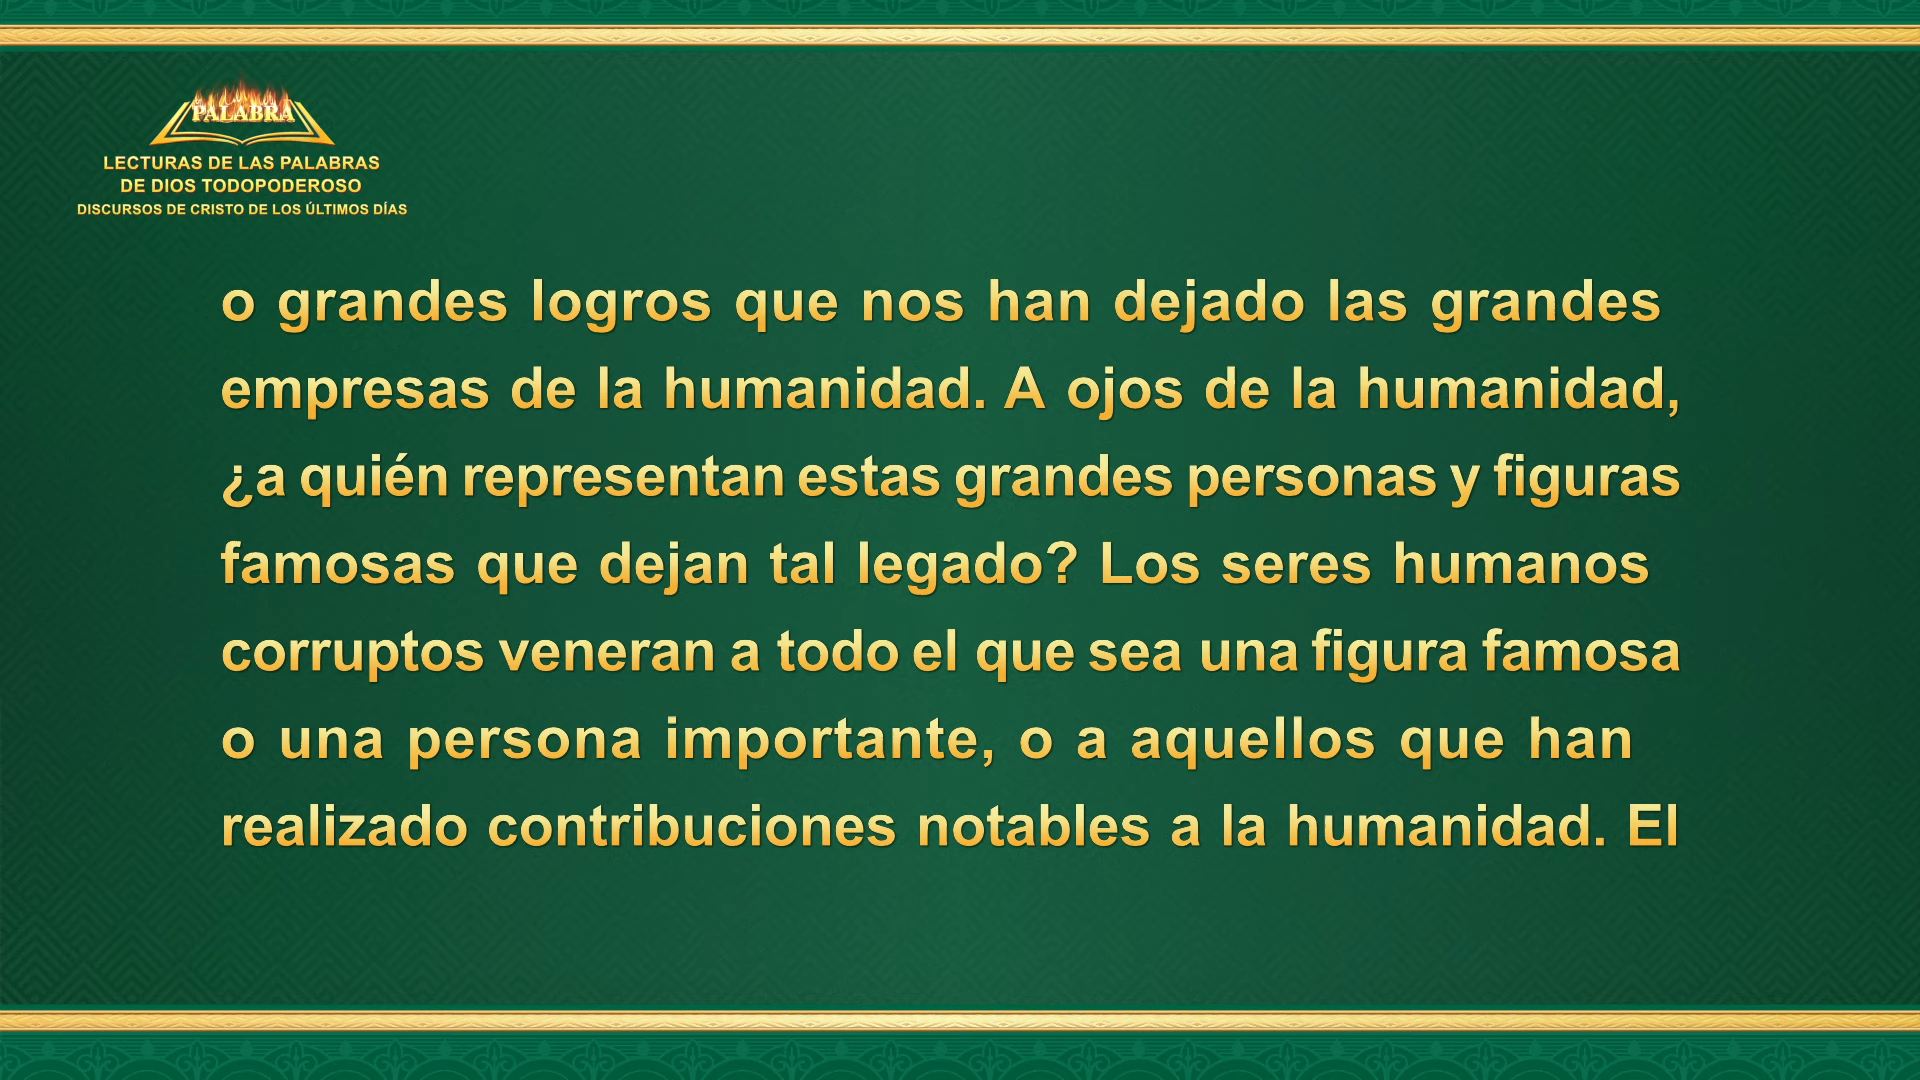 PALABRA
LECTURAS DE LAS PALABRAS
DE DIOS TODOPODEROSO
DISCURSOS DE CRISTO DE LOS ÚLTIMOS DÍAS
o grandes logros que nos han dejado las grandes
empresas de la humanidad. A ojos de la humanidad,
¿a quién representan estas grandes personas y figuras
famosas que dejan tal legado? Los seres humanos
corruptos veneran a todo el que sea una figura famosa
o una persona importante, o a aquellos que han
realizado contribuciones notables a la humanidad. El